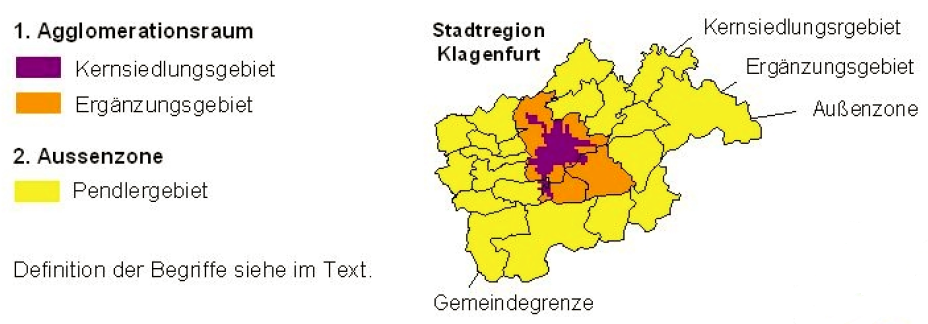 1. Agglomerationsraum
Kernsiedlungsgebiet
Ergänzungsgebiet
2. Aussenzone
Pendlergebiet
Definition der Begriffe siehe im Text.
Stadtregion
Klagenfurt
Kernsiedlungsrgebiet
Ergänzungsgebiet
Außenzone
Gemeindegrenze